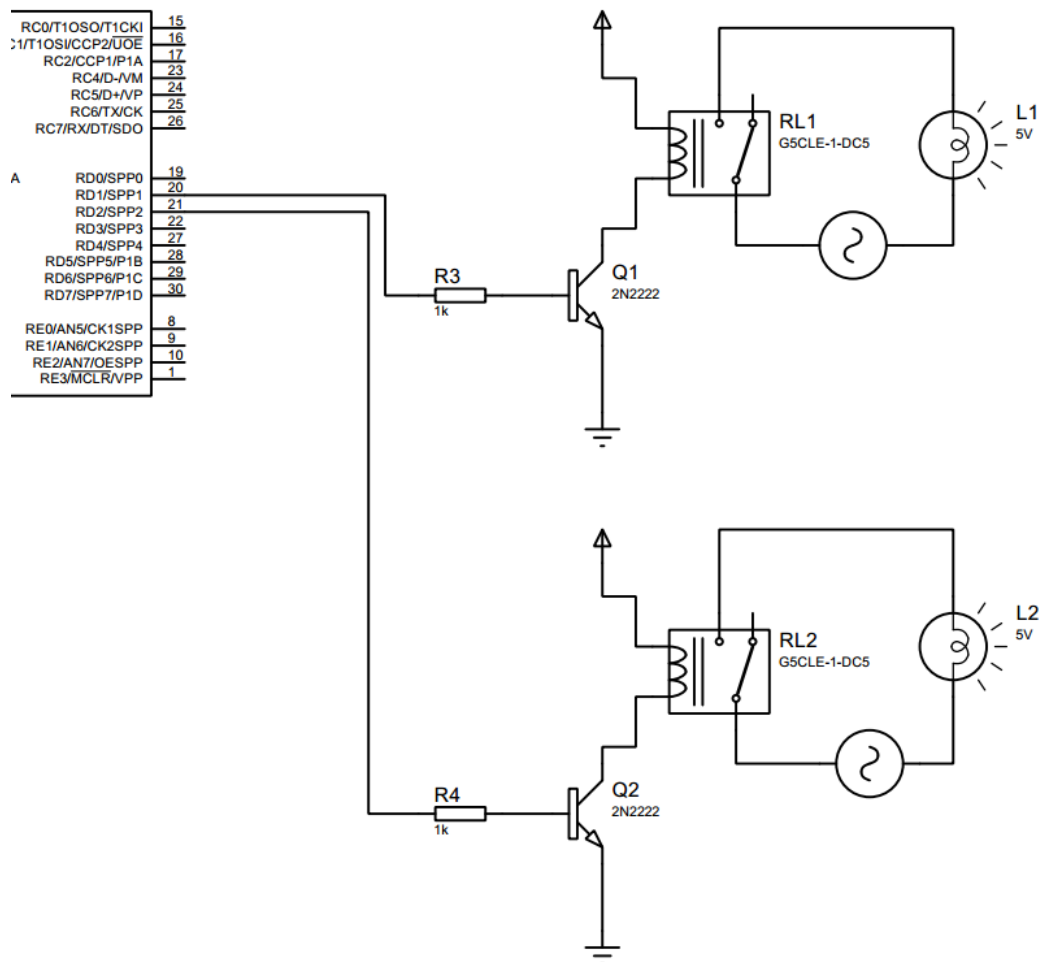 RC0/T1OSO/T1CKI 15
C1/T1OSI/CCP2/UOE 16
RC2/CCP1/P1A 17
RC4/D-/VM 23
RC5/D+/VP 24
RC6/TX/CK 25
RC7/RX/DT/SDO 26
A
RD0/SPP0 19
RD1/SPP1 20
RD2/SPP2 21
RD3/SPP3 22
RD4/SPP4 27
RD5/SPP5/P1B 28
RD6/SPP6/P1C 29
RD7/SPP7/P1D 30
RE0/AN5/CK1SPP 8
RE1/AN6/CK2SPP 9
RE2/AN7/OESPP 10
RE3/MCLR/VPP 1
R3
1k
Q1
2N2222
RL1
G5CLE-1-DC5
L1
5V
R4
1k
Q2
2N2222
RL2
G5CLE-1-DC5
L2
5V